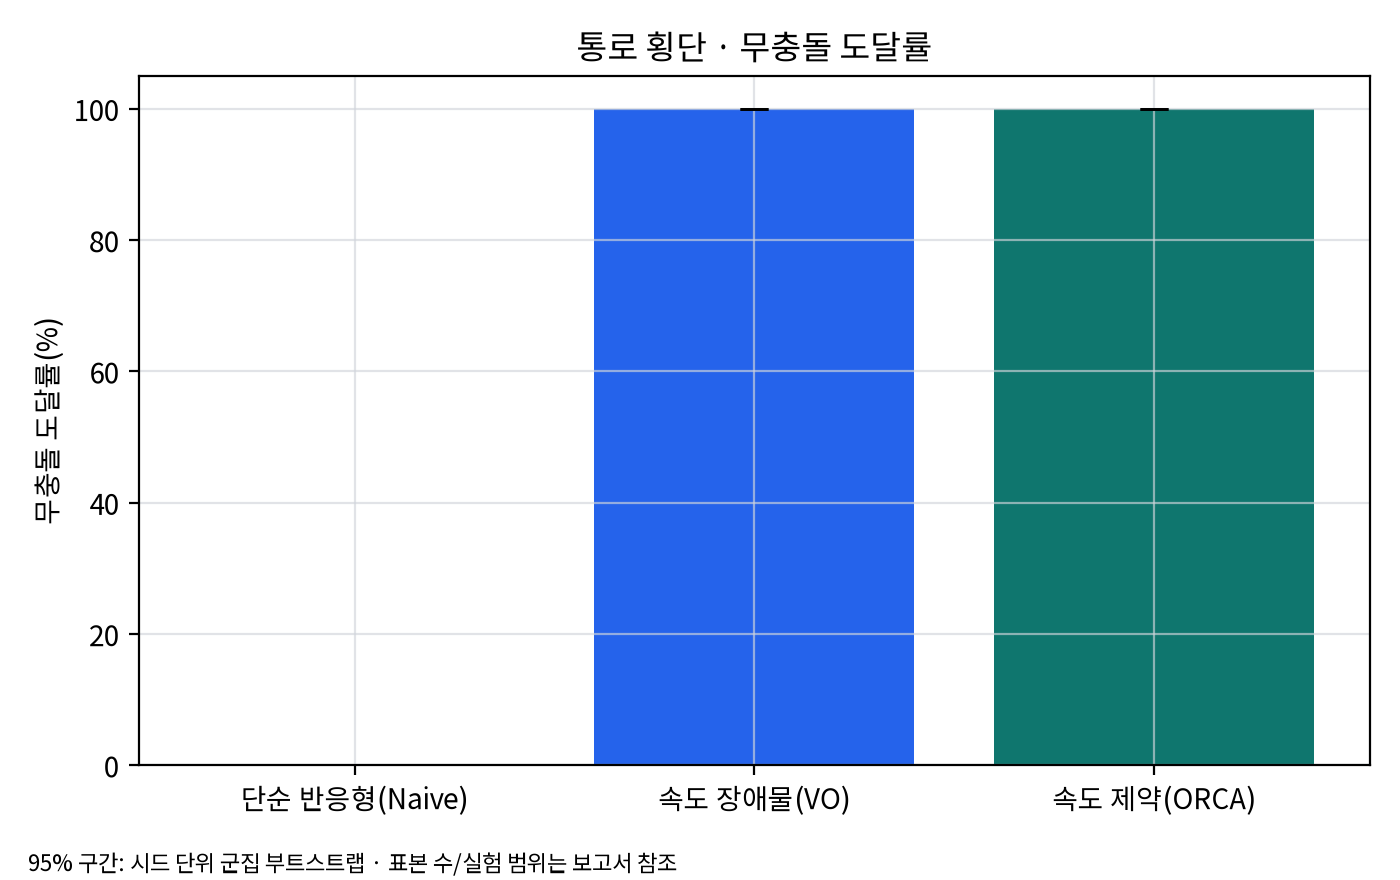 통로 횡단 · 무충돌 도달률
무충돌 도달률(%)
100
80
60
40
20
0
단순 반응형(Naive)
속도 장애물(VO)
속도 제약(ORCA)
95% 구간: 시드 단위 군집 부트스트랩 · 표본 수/실험 범위는 보고서 참조